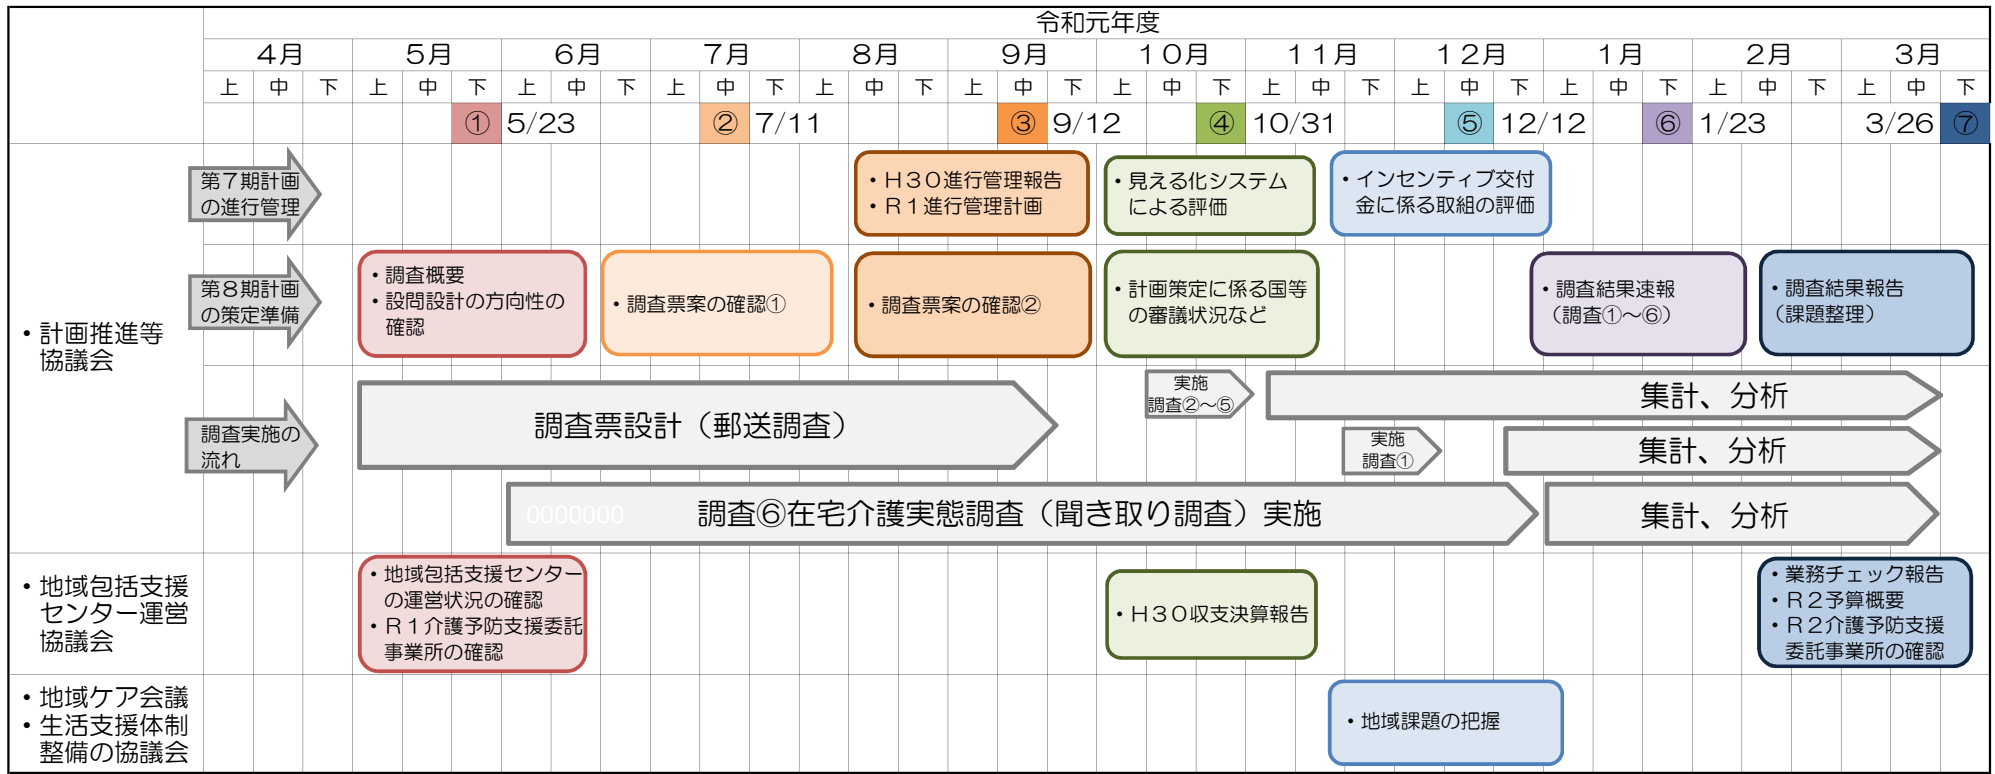 令和元年度
４月 ５月 ６月 ７月 ８月 ９月 １０月 １１月 １２月 １月 ２月 ３月
上 中 下 上 中 下 上 中 下 上 中 下 上 中 下 上 中 下 上 中 下 上 中 下 上 中 下 上 中 下 上 中 下 上 中 下
① 5/23 ② 7/11 ③ 9/12 ④ 10/31 ⑤ 12/12 ⑥ 1/23 3/26 ⑦
・計画推進等
協議会
第７期計画
の進行管理
・Ｈ３０進行管理報告
・Ｒ１進行管理計画
・見える化システム
による評価
・インセンティブ交付
金に係る取組の評価
第８期計画
の策定準備
・調査概要
・設問設計の方向性の
確認
・調査票案の確認①
・調査票案の確認②
・計画策定に係る国等
の審議状況など
・調査結果速報
（調査①～⑥）
・調査結果報告
（課題整理）
調査実施の
流れ
調査票設計（郵送調査）
実施
調査②～⑤
集計、分析
実施
調査①
集計、分析
0000000
調査⑥在宅介護実態調査（聞き取り調査）実施
集計、分析
・地域包括支援
センター運営
協議会
・地域包括支援センター
の運営状況の確認
・Ｒ１介護予防支援委託
事業所の確認
・Ｈ３０収支決算報告
・業務チェック報告
・Ｒ２予算概要
・Ｒ２介護予防支援
委託事業所の確認
・地域ケア会議
・生活支援体制
整備の協議会
・地域課題の把握